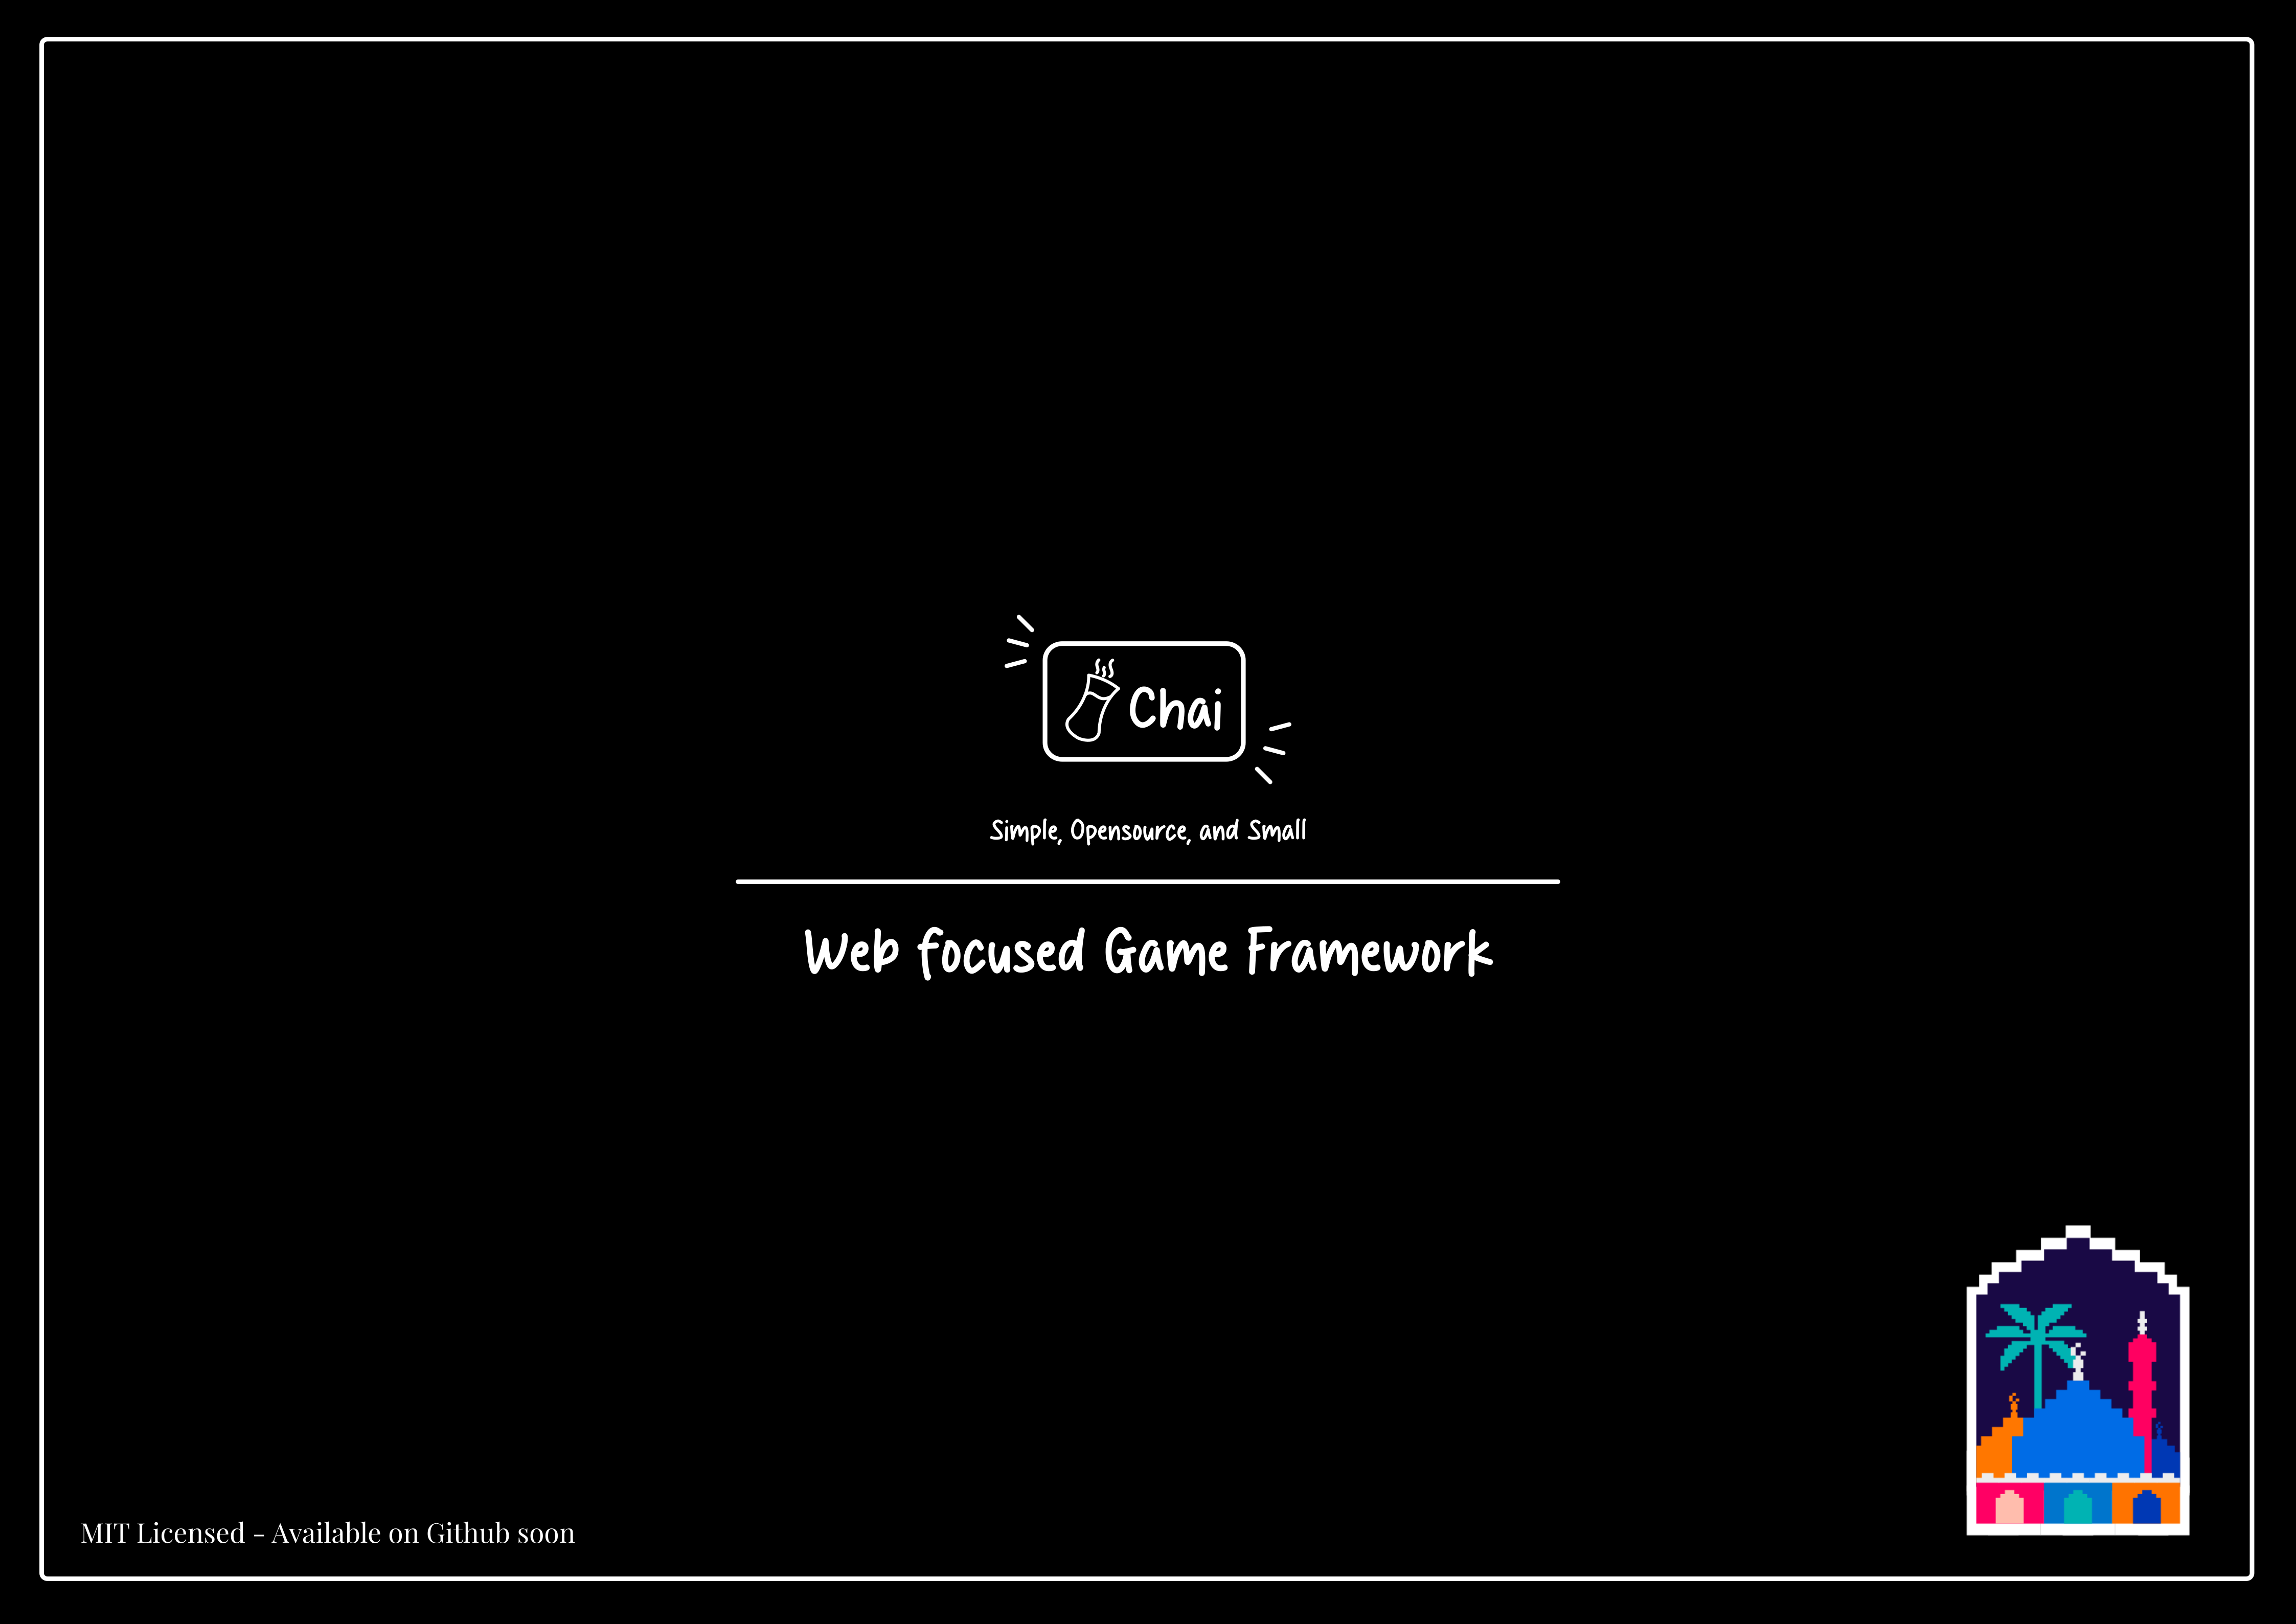 Chai
Simple, Opensource, and Small
Web focused Game Framework
MIT Licensed - Available on Github soon